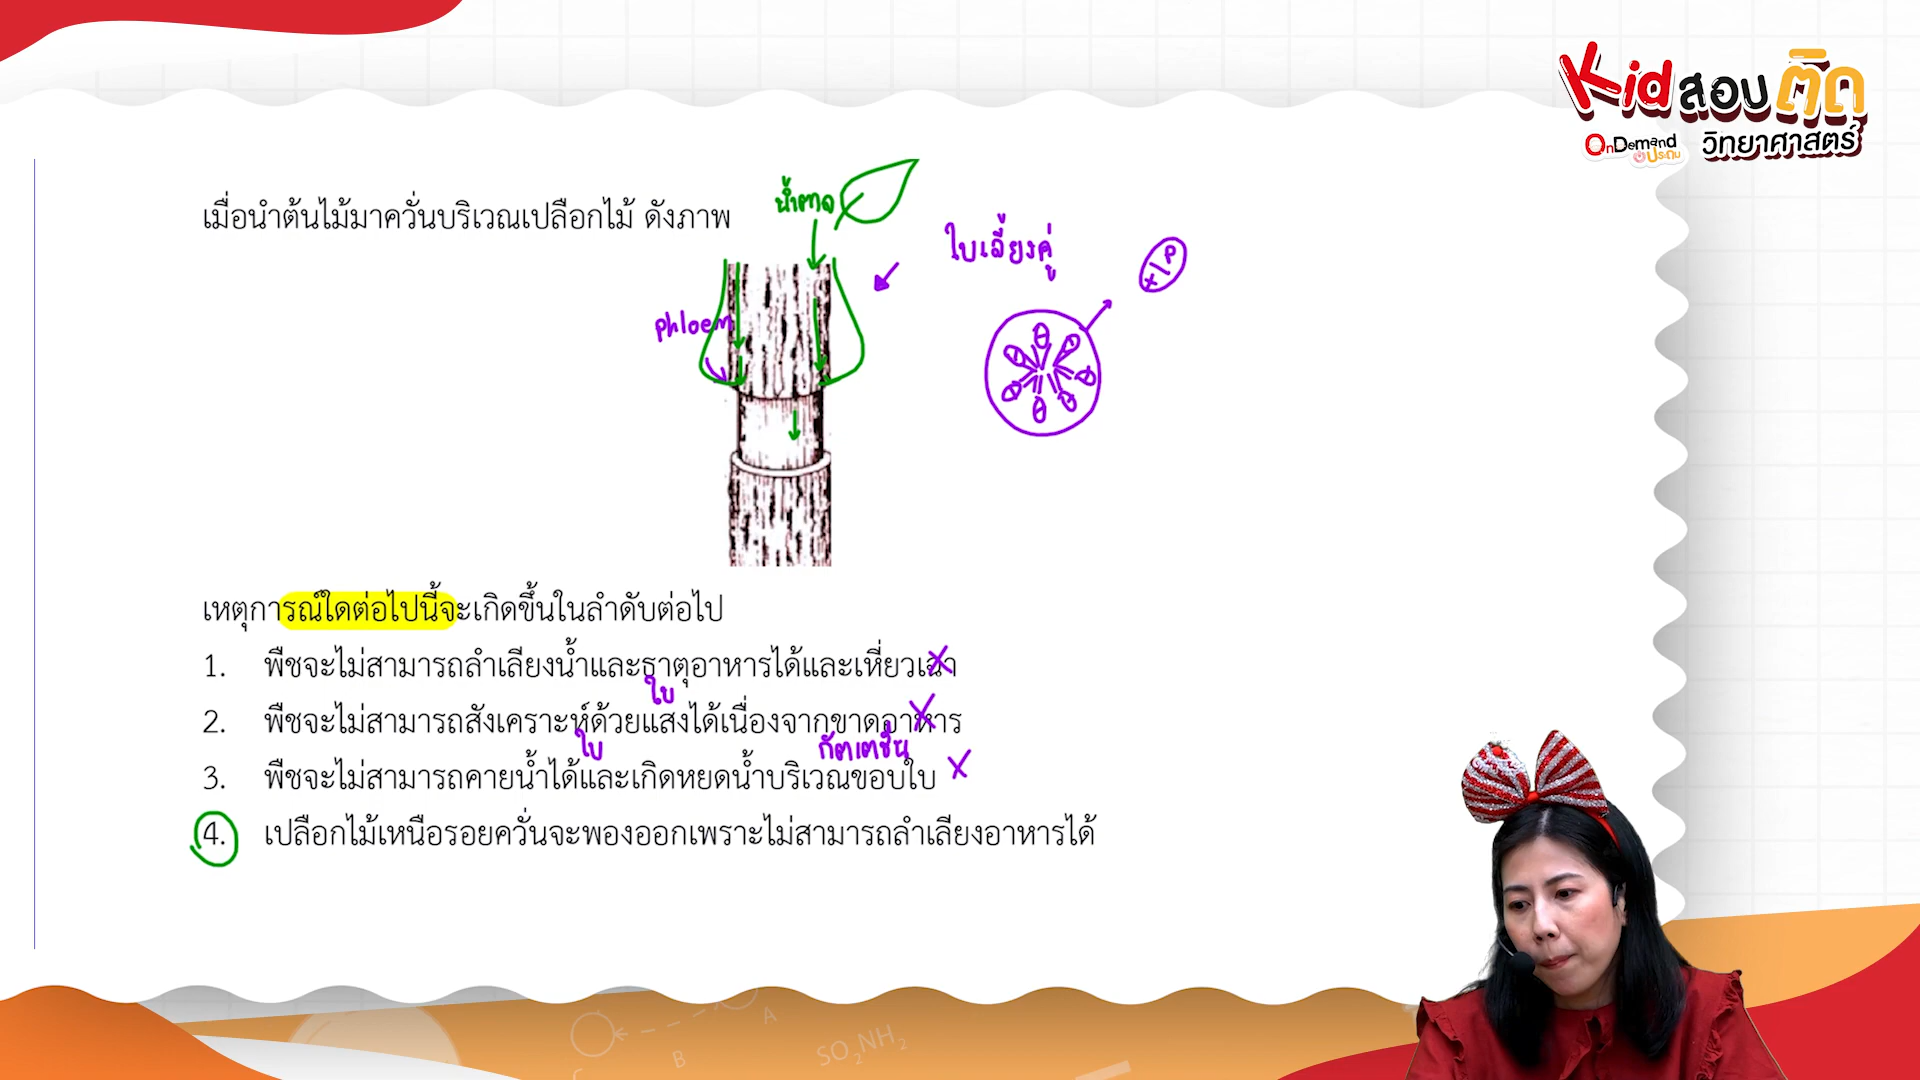 Kidสอบติด
OnDemand ประถม วิทยาศาสตร์
เมื่อนำต้นไม้มาควั่นบริเวณเปลือกไม้ ดังภาพ
น้ำตาล
ใบเลี้ยงคู่
P
X
Phloem
เหตุการณ์ใดต่อไปนี้จะเกิดขึ้นในลำดับต่อไป
1. พืชจะไม่สามารถลำเลียงน้ำและธาตุอาหารได้และเหี่ยวเฉา
ใบ
2. พืชจะไม่สามารถสังเคราะห์ด้วยแสงได้เนื่องจากขาดอาหาร
ใบ
กัตเตชั่น
3. พืชจะไม่สามารถคายน้ำได้และเกิดหยดน้ำบริเวณขอบใบ
4. เปลือกไม้เหนือรอยควั่นจะพองออกเพราะไม่สามารถลำเลียงอาหารได้
A
B
SO₂NH₂